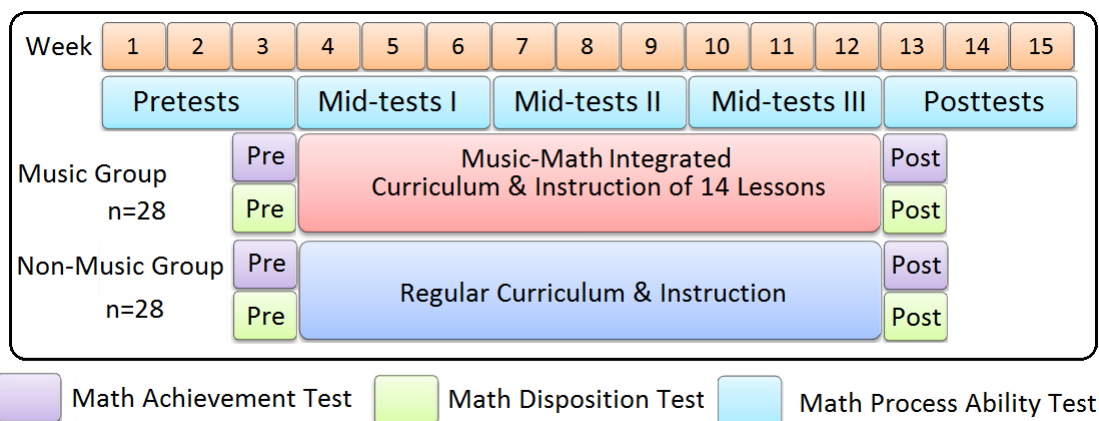 Week 1 2 3 4 5 6 7 8 9 10 11 12 13 14 15
Pretests Mid-tests I Mid-tests II Mid-tests III Posttests
Music Group
n=28
Pre
Pre
Music-Math Integrated
Curriculum & Instruction of 14 Lessons
Post
Post
Non-Music Group
n=28
Pre
Pre
Regular Curriculum & Instruction
Post
Post
Math Achievement Test Math Disposition Test Math Process Ability Test